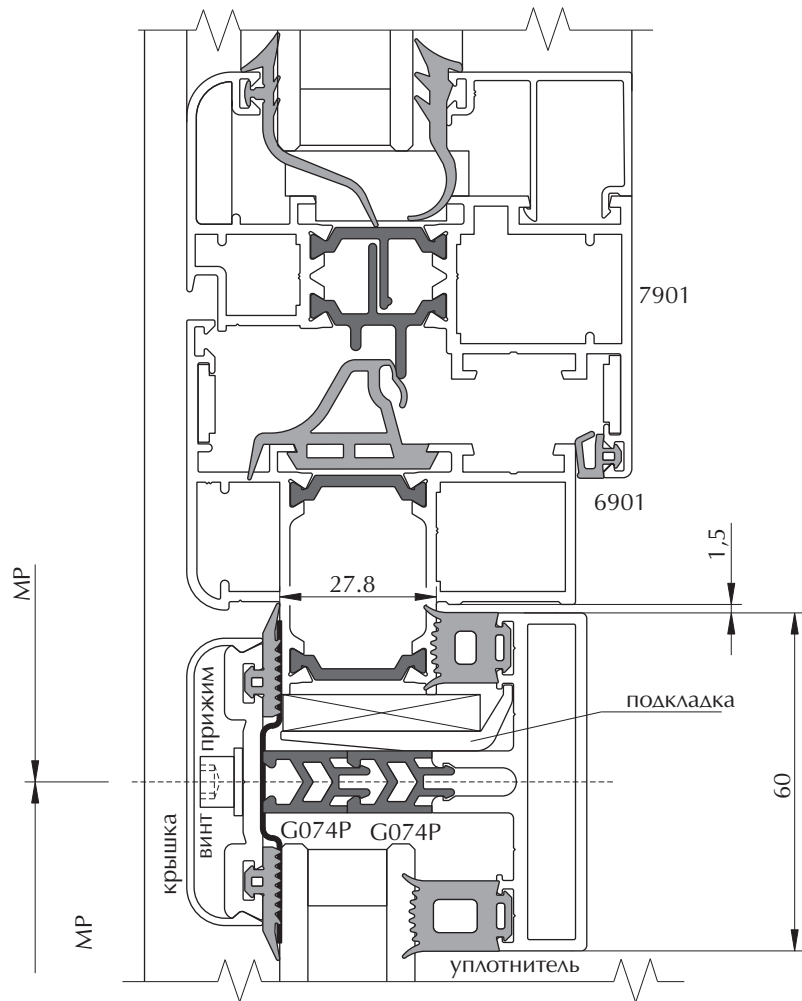 7901
6901
1,5
MP
27.8
подкладка
прижим
60
крышка
винт
G074P G074P
MP
уплотнитель